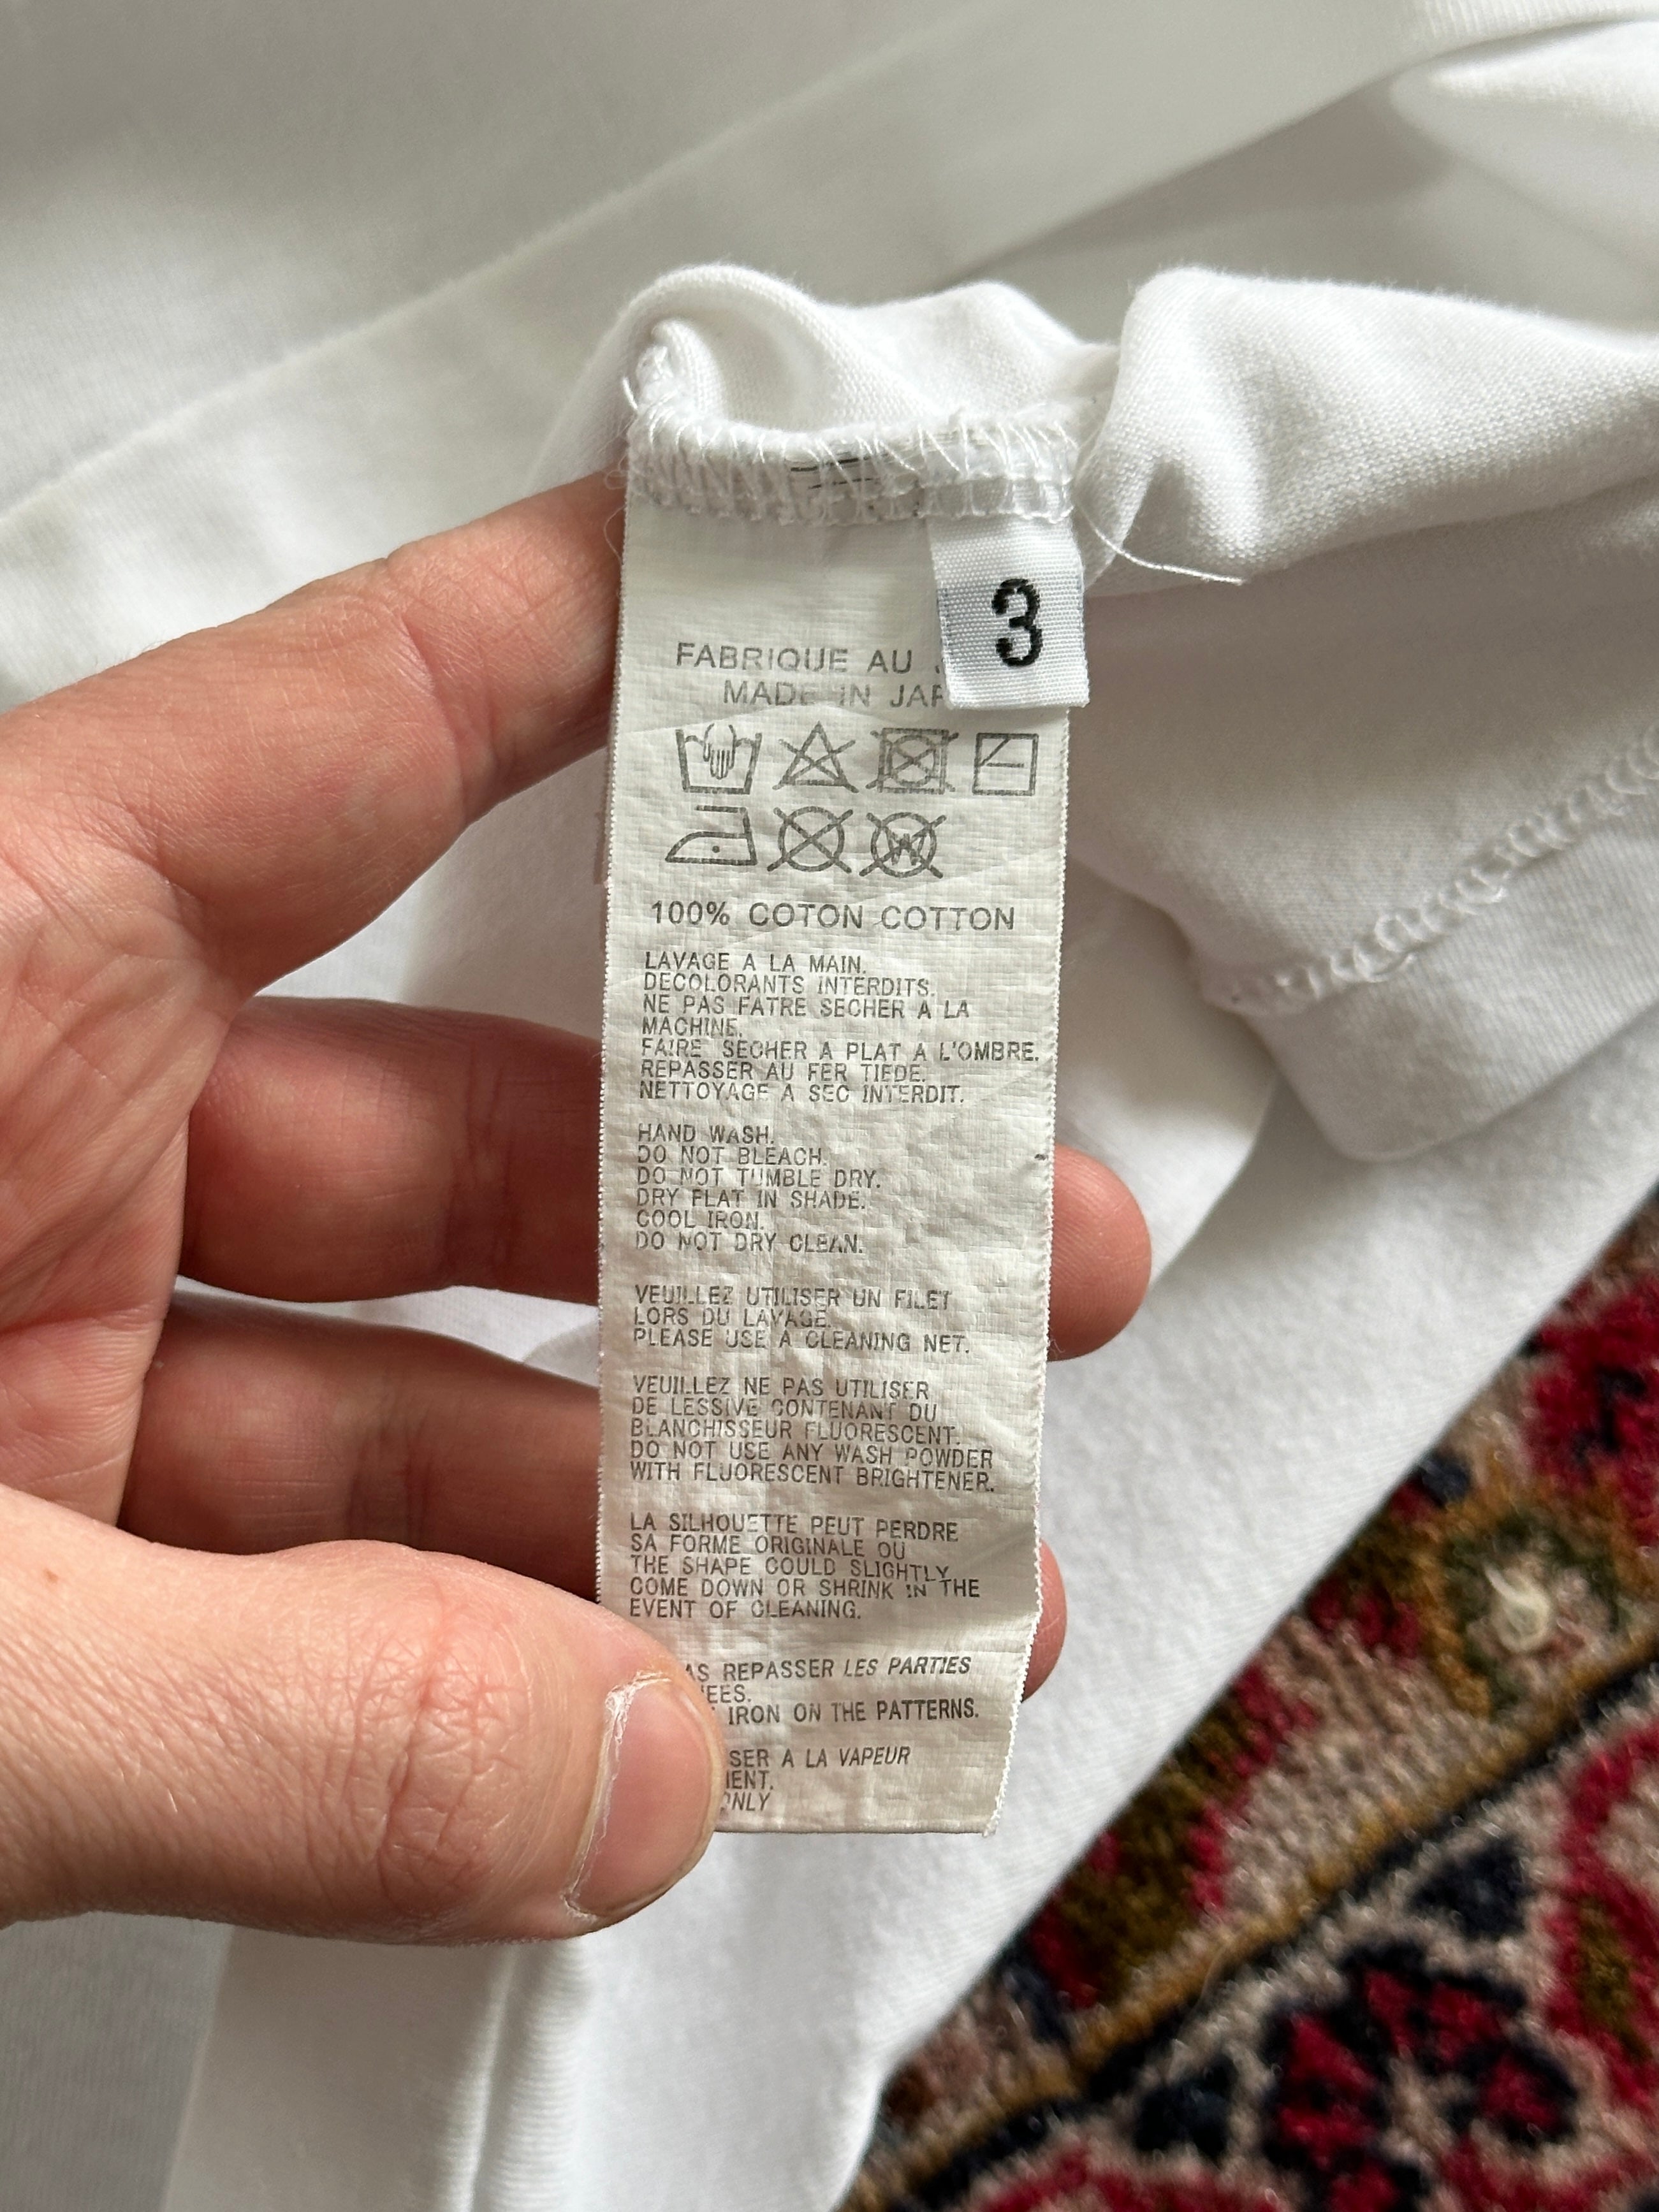 3
FABRIQUE AU
MADE IN JAP
100% COTON COTTON
LAVAGE A LA MAIN.
DECOLORANTS INTERDITS.
NE PAS FATRE SECHER A LA
MACHINE.
FAIRE SECHER A PLAT A L'OMBRE.
REPASSER AU FER TIEDE.
NETTOYAGE A SEC INTERDIT.
HAND WASH.
DO NOT BLEACH.
DO NOT TUMBLE DRY.
DRY FLAT IN SHADE.
COOL IRON.
DO NOT DRY CLEAN.
VEUILLEZ UTILISER UN FILET
LORS DU LAVAGE.
PLEASE USE A CLEANING NET.
VEUILLEZ NE PAS UTILISER
DE LESSIVE CONTENANT DU
BLANCHISSEUR FLUORESCENT.
DO NOT USE ANY WASH POWDER
WITH FLUORESCENT BRIGHTENER.
LA SILHOUETTE PEUT PERDRE
SA FORME ORIGINALE OU
THE SHAPE COULD SLIGHTLY
COME DOWN OR SHRINK IN THE
EVENT OF CLEANING.
AS REPASSER LES PARTIES
EES.
IRON ON THE PATTERNS.
SER A LA VAPEUR
ENT.
ONLY